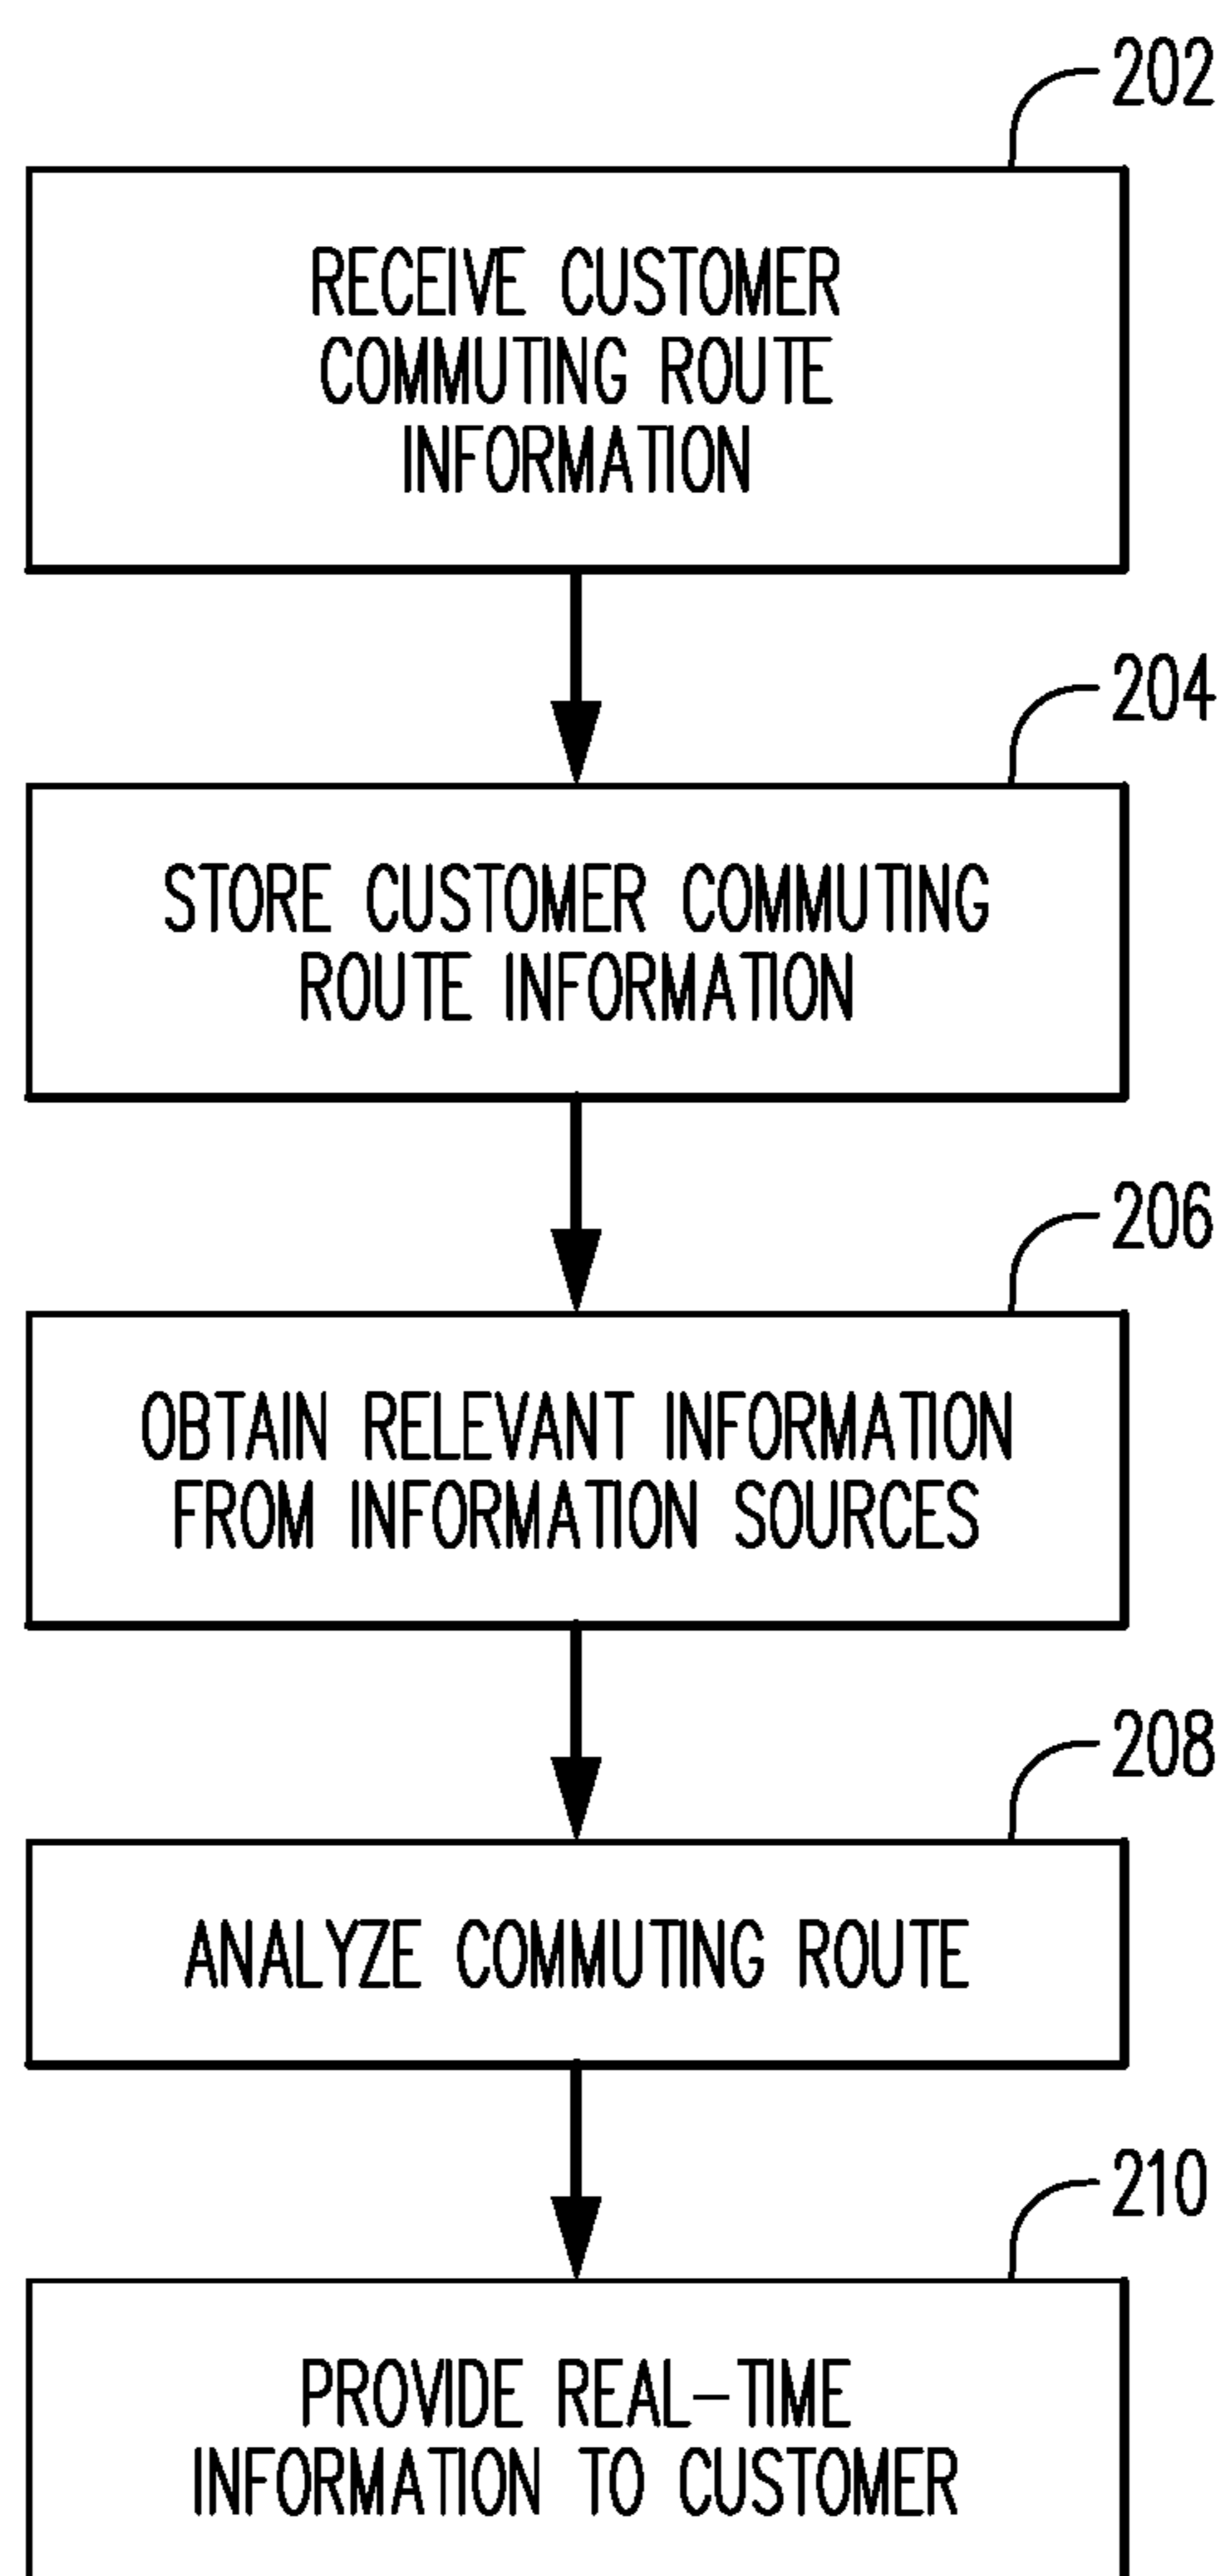 202
RECEIVE CUSTOMER
COMMUTING ROUTE
INFORMATION
204
STORE CUSTOMER COMMUTING
ROUTE INFORMATION
206
OBTAIN RELEVANT INFORMATION
FROM INFORMATION SOURCES
208
ANALYZE COMMUTING ROUTE
210
PROVIDE REAL-TIME
INFORMATION TO CUSTOMER